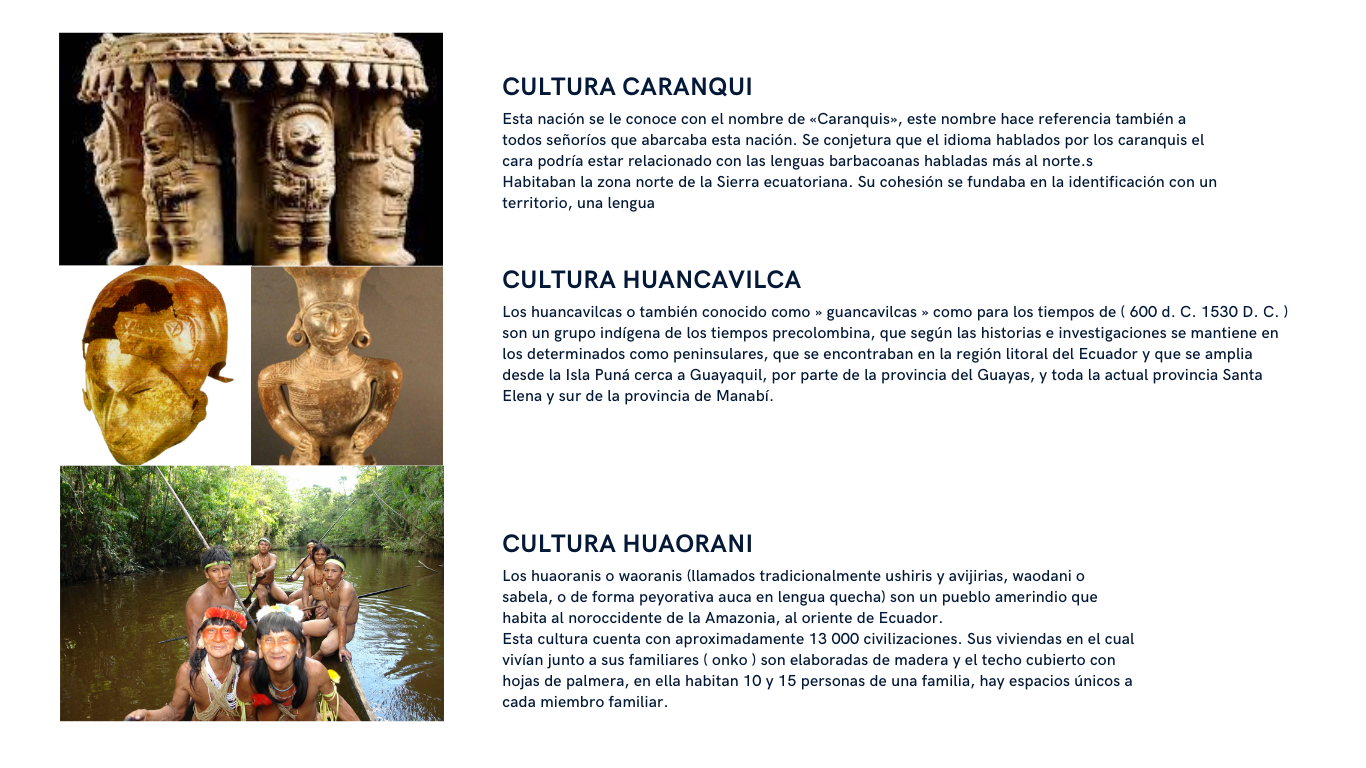 CULTURA CARANQUI
Esta nación se le conoce con el nombre de «Caranquis», este nombre hace referencia también a
todos señoríos que abarcaba esta nación. Se conjetura que el idioma hablados por los caranquis el
cara podría estar relacionado con las lenguas barbacoanas habladas más al norte.s
Habitaban la zona norte de la Sierra ecuatoriana. Su cohesión se fundaba en la identificación con un
territorio, una lengua
CULTURA HUANCAVILCA
Los huancavilcas o también conocido como » guancavilcas » como para los tiempos de ( 600 d. C. 1530 D. C. )
son un grupo indígena de los tiempos precolombina, que según las historias e investigaciones se mantiene en
los determinados como peninsulares, que se encontraban en la región litoral del Ecuador y que se amplia
desde la Isla Puná cerca a Guayaquil, por parte de la provincia del Guayas, y toda la actual provincia Santa
Elena y sur de la provincia de Manabí.
CULTURA HUAORANI
Los huaoranis o waoranis (llamados tradicionalmente ushiris y avijirias, waodani o
sabela, o de forma peyorativa auca en lengua quecha) son un pueblo amerindio que
habita al noroccidente de la Amazonia, al oriente de Ecuador.
Esta cultura cuenta con aproximadamente 13 000 civilizaciones. Sus viviendas en el cual
vivían junto a sus familiares ( onko ) son elaboradas de madera y el techo cubierto con
hojas de palmera, en ella habitan 10 y 15 personas de una familia, hay espacios únicos a
cada miembro familiar.